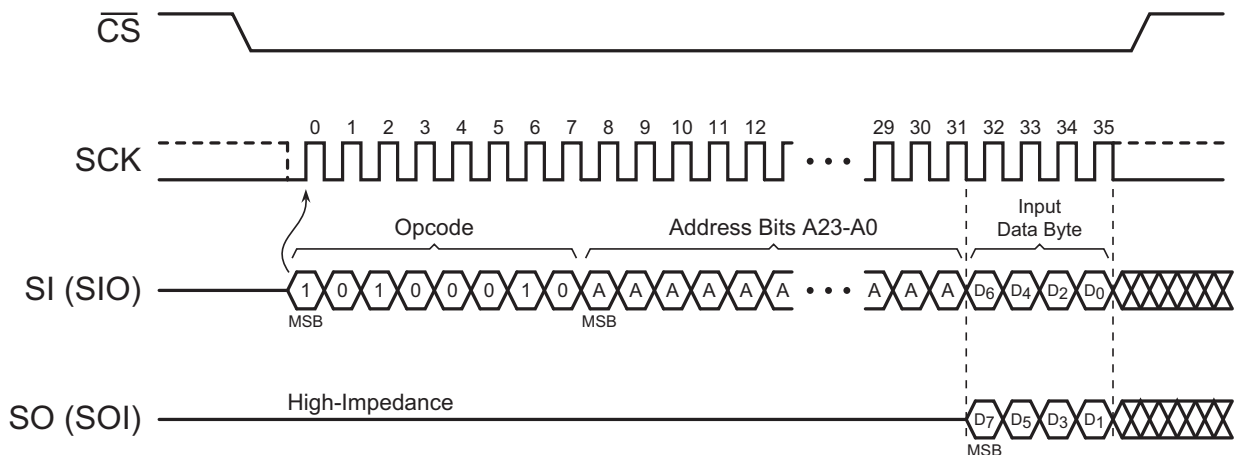 CS
0 1 2 3 4 5 6 7 8 9 10 11 12 29 30 31 32 33 34 35
SCK
Input
Data Byte
Opcode
Address Bits A23-A0
SI (SIO)
1 0 1 0 0 0 1 0 A A A A A A A A A D6 D4 D2 D0
MSB MSB
High-Impedance
SO (SOI)
D7 D5 D3 D1
MSB